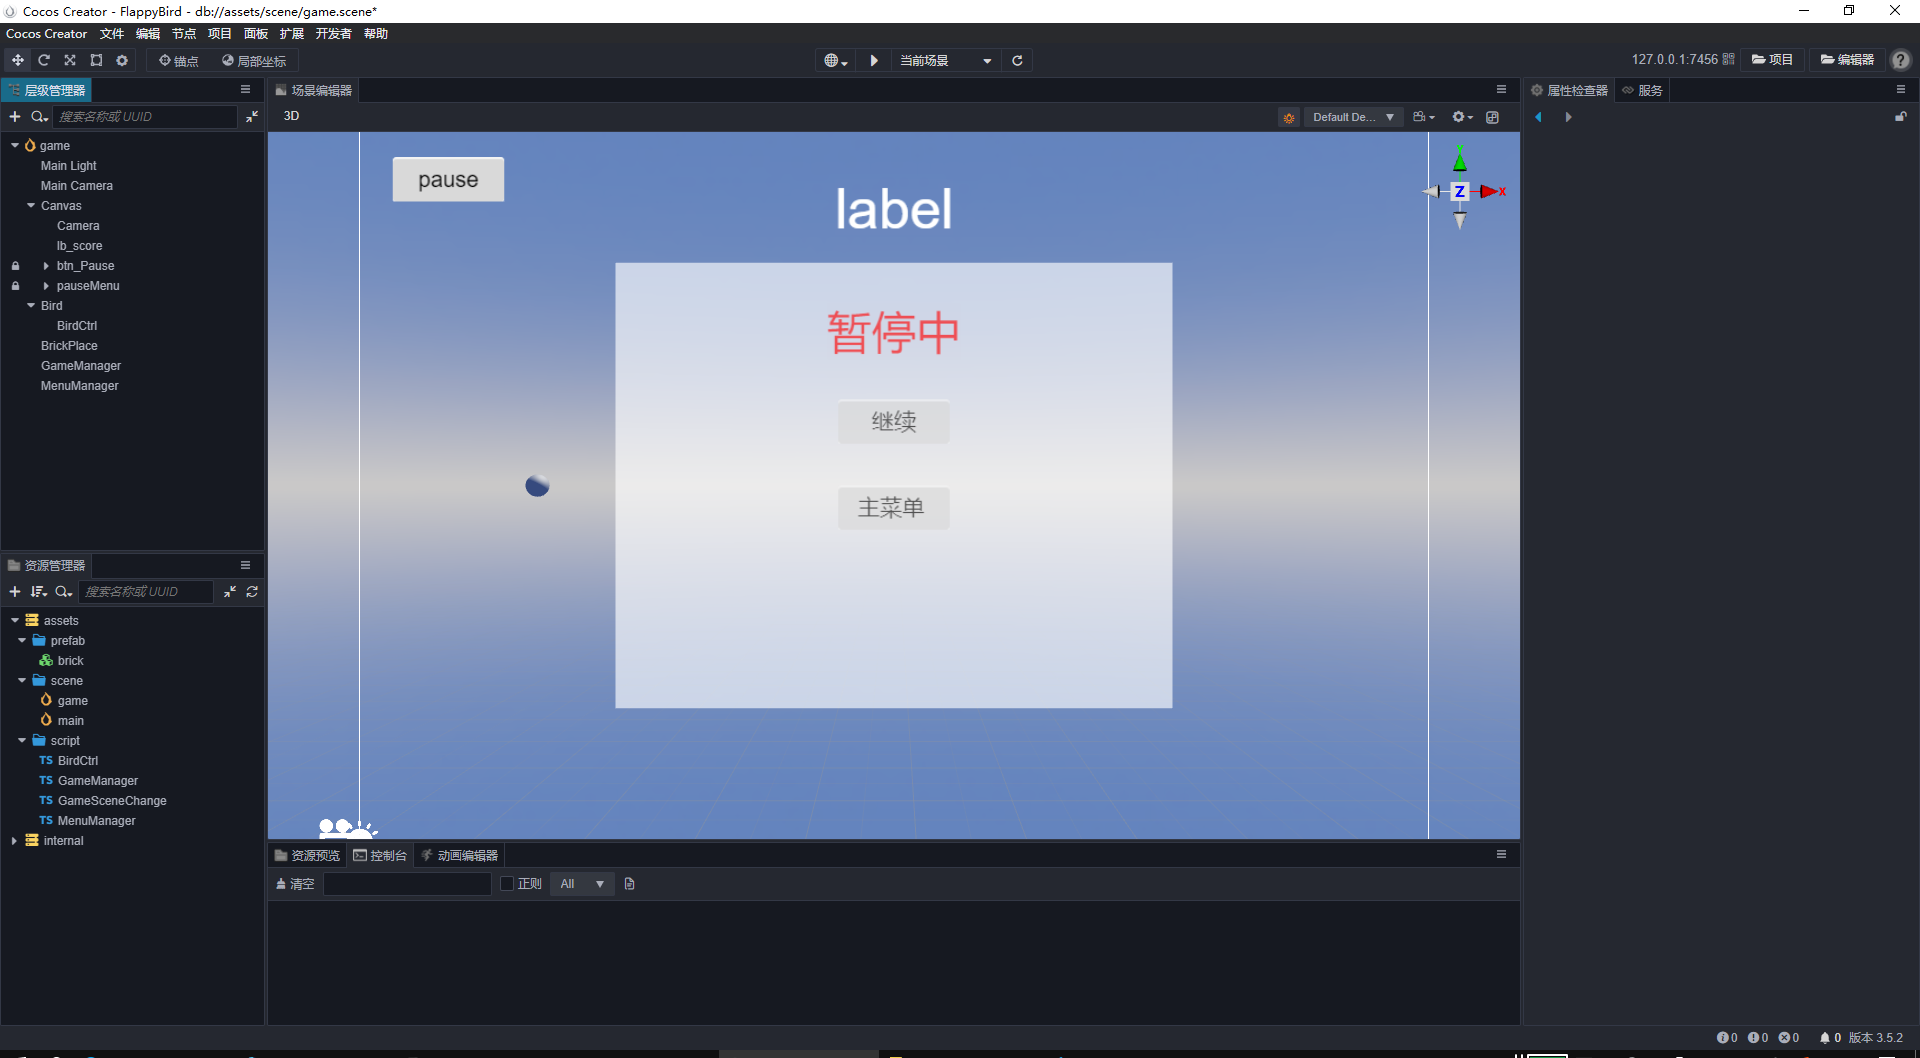 Cocos Creator - FlappyBird - db://assets/scene/game.scene*
Cocos Creator 文件 编辑 节点 项目 面板 扩展 开发者 帮助
锚点 局部坐标 当前场景 127.0.0.1:7456 项目 编辑器
层级管理器
搜索名称或 UUID
game
Main Light
Main Camera
Canvas
Camera
lb_score
btn_Pause
pauseMenu
Bird
BirdCtrl
BrickPlace
GameManager
MenuManager
资源管理器
搜索名称或 UUID
assets
prefab
brick
scene
game
main
script
TS BirdCtrl
TS GameManager
TS GameSceneChange
TS MenuManager
internal
场景编辑器
3D Default De...
pause
label
暂停中
继续
主菜单
Y
Z X
资源预览 控制台 动画编辑器
清空 正则 All
属性检查器 服务
0 0 0 0 版本 3.5.2